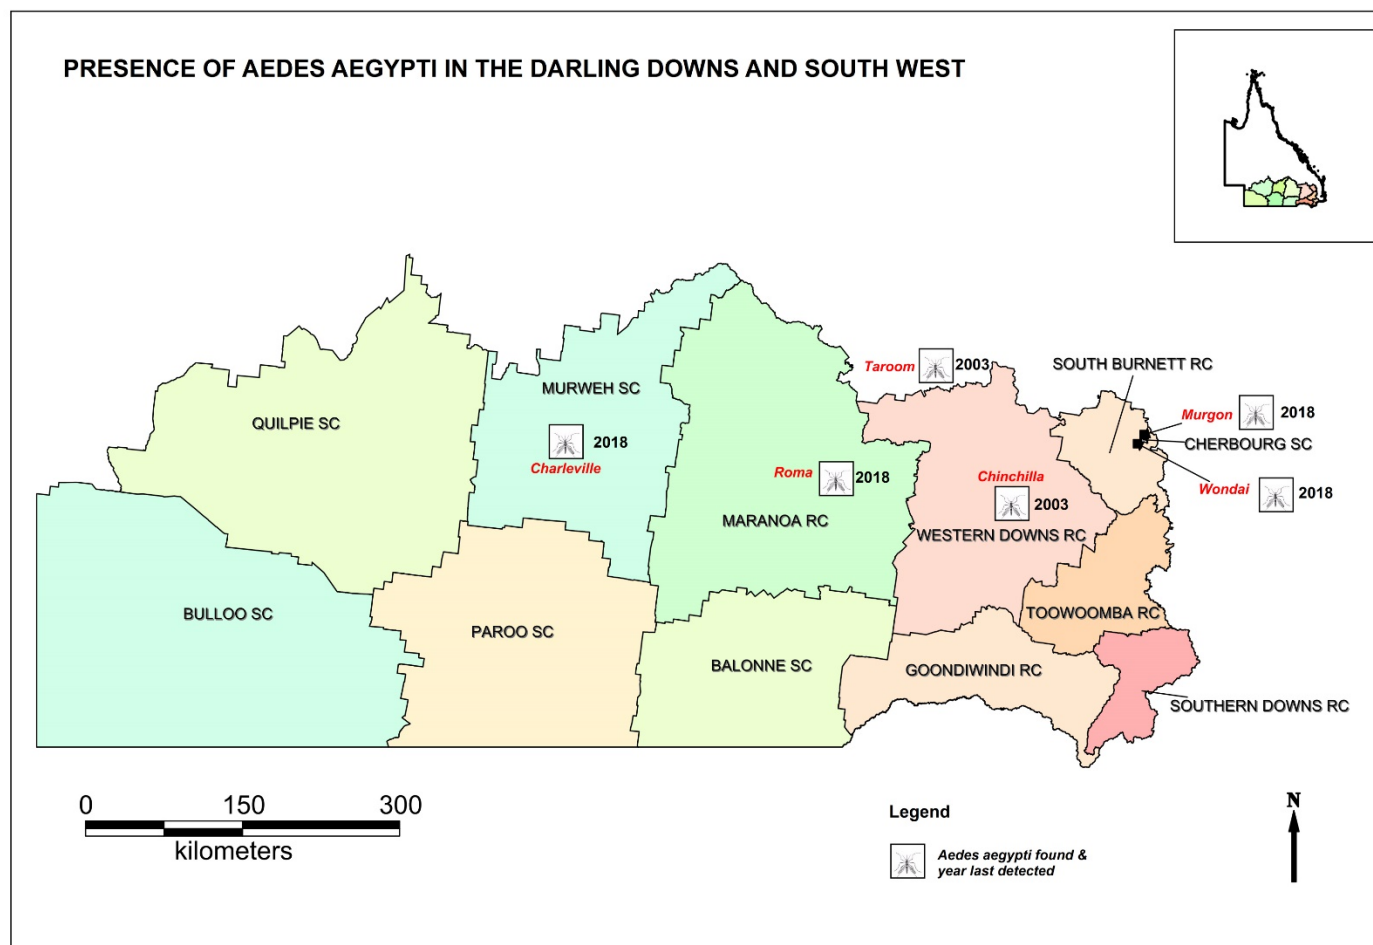 PRESENCE OF AEDES AEGYPTI IN THE DARLING DOWNS AND SOUTH WEST
Taroom 2003
SOUTH BURNETT RC
MURWEH SC
Murgon 2018
QUILPIE SC
2018
CHERBOURG SC
Charleville
Roma 2018
Chinchilla
Wondai 2018
2003
MARANOA RC
WESTERN DOWNS RC
BULLOO SC
TOOWOOMBA RC
PAROO SC
BALONNE SC
GOONDIWINDI RC
SOUTHERN DOWNS RC
0 150 300
kilometers
Legend
Aedes aegypti found &
year last detected
N